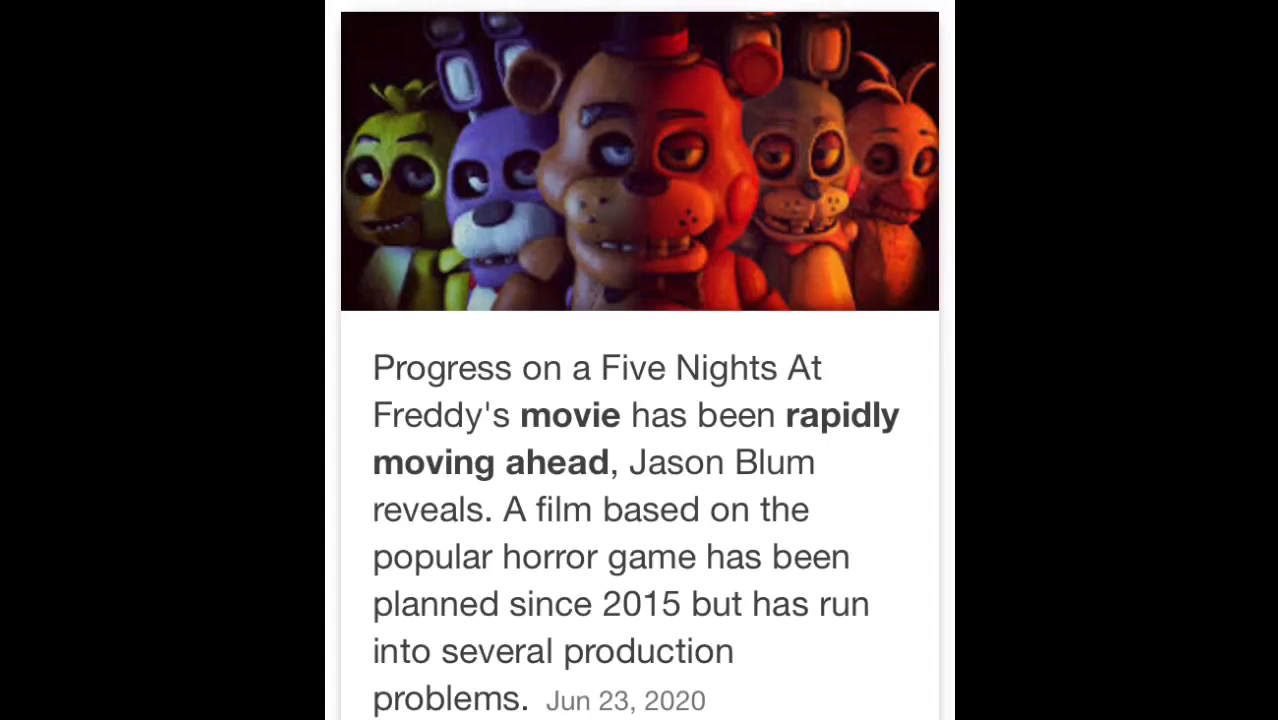 Progress on a Five Nights At
Freddy's movie has been rapidly
moving ahead, Jason Blum
reveals. A film based on the
popular horror game has been
planned since 2015 but has run
into several production
problems. Jun 23, 2020